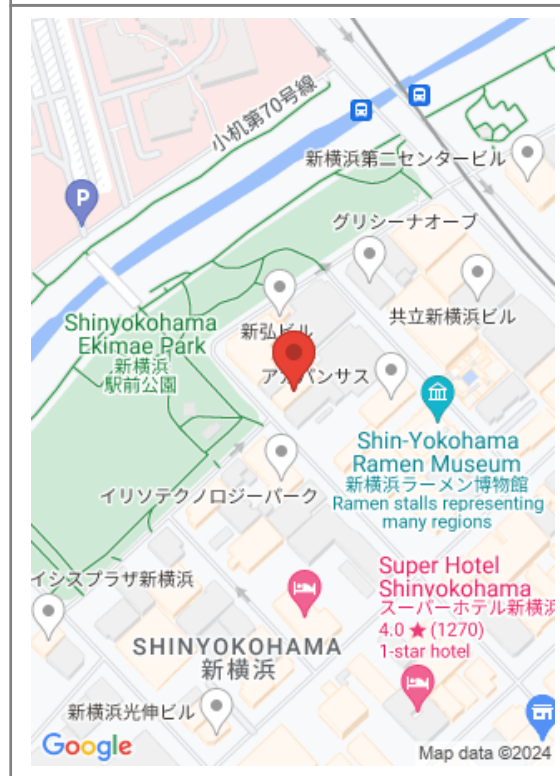 小机第70号線
新横浜第二センタービル
P
グリシーナオーブ
共立新横浜ビル
新弘ビル
Shinyokohama
Ekimae Park
新横浜
駅前公園
Shin-Yokohama
Ramen Museum
新横浜ラーメン博物館
Ramen stalls representing
many regions
イリソテクノロジーパーク
イシスプラザ新横浜
Super Hotel
Shinyokohama
スーパーホテル新横浜
4.0 ★ (1270)
1-star hotel
SHINYOKOHAMA
新横浜
新横浜光伸ビル
Google
Map data ©2024